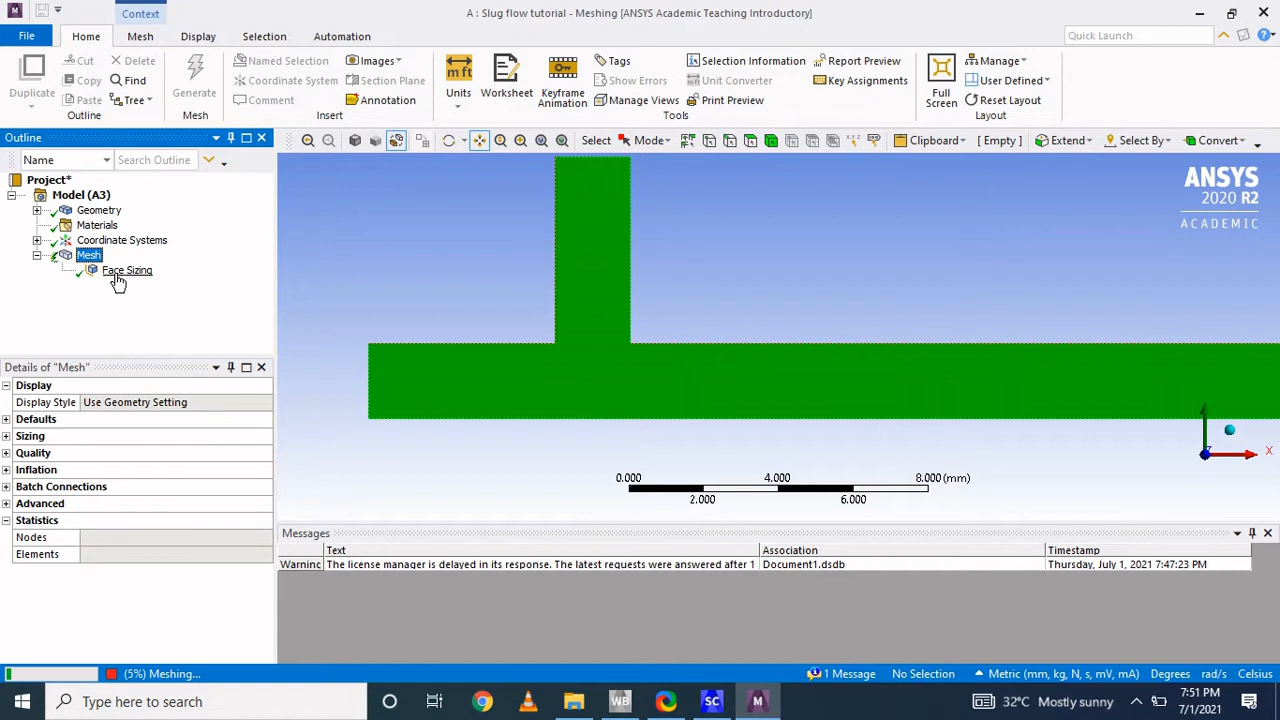 Context
A : Slug flow tutorial - Meshing [ANSYS Academic Teaching Introductory]
File
Home
Mesh
Display
Selection
Automation
Quick Launch
Duplicate
Cut
Copy
Paste
Delete
Find
Tree
Outline
Generate
Mesh
Named Selection
Coordinate System
Comment
Images
Section Plane
Annotation
Insert
Units
Worksheet
Keyframe
Animation
Tags
Show Errors
Manage Views
Selection Information
Unit Converter
Print Preview
Report Preview
Key Assignments
Tools
Full
Screen
Manage
User Defined
Reset Layout
Layout
Outline
Name
Search Outline
Select
Mode
Clipboard
[ Empty ]
Extend
Select By
Convert
Project*
Model (A3)
Geometry
Materials
Coordinate Systems
Mesh
Face Sizing
ANSYS
2020 R2
ACADEMIC
Details of "Mesh"
Display
Display Style Use Geometry Setting
Defaults
Sizing
Quality
Inflation
Batch Connections
Advanced
Statistics
Nodes
Elements
X
0.000 4.000 8.000 (mm)
2.000 6.000
Messages
Text Association Timestamp
Warninc The license manager is delayed in its response. The latest requests were answered after 1 Document1.dsdb Thursday, July 1, 2021 7:47:23 PM
(5%) Meshing...
1 Message No Selection Metric (mm, kg, N, s, mV, mA) Degrees rad/s Celsius
Type here to search
WB
SC
M
32°C Mostly sunny
7:51 PM
7/1/2021